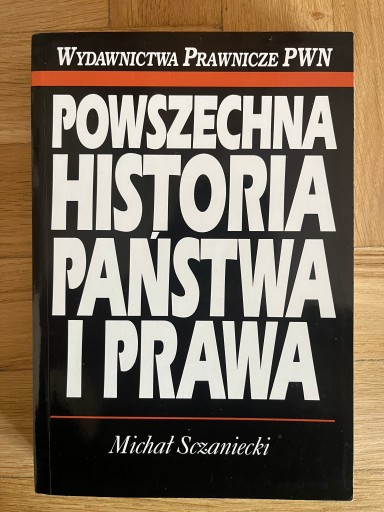 WYDAWNICTWA PRAWNICZE PWN
POWSZECHNA
HISTORIA
PAŃSTWA
I PRAWA
Michał Sczaniecki